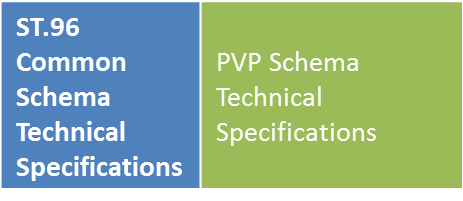 ST.96
Common
Schema
Technical
Specifications
PVP Schema
Technical
Specifications